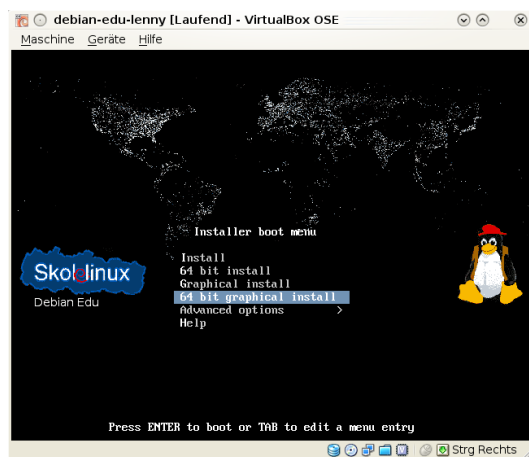 debian-edu-lenny [Laufend] - VirtualBox OSE
Maschine Geräte Hilfe
Installer boot menu
Install
64 bit install
Graphical install
64 bit graphical install
Advanced options >
Help
Skolelinux
Debian Edu
Press ENTER to boot or TAB to edit a menu entry
Strg Rechts